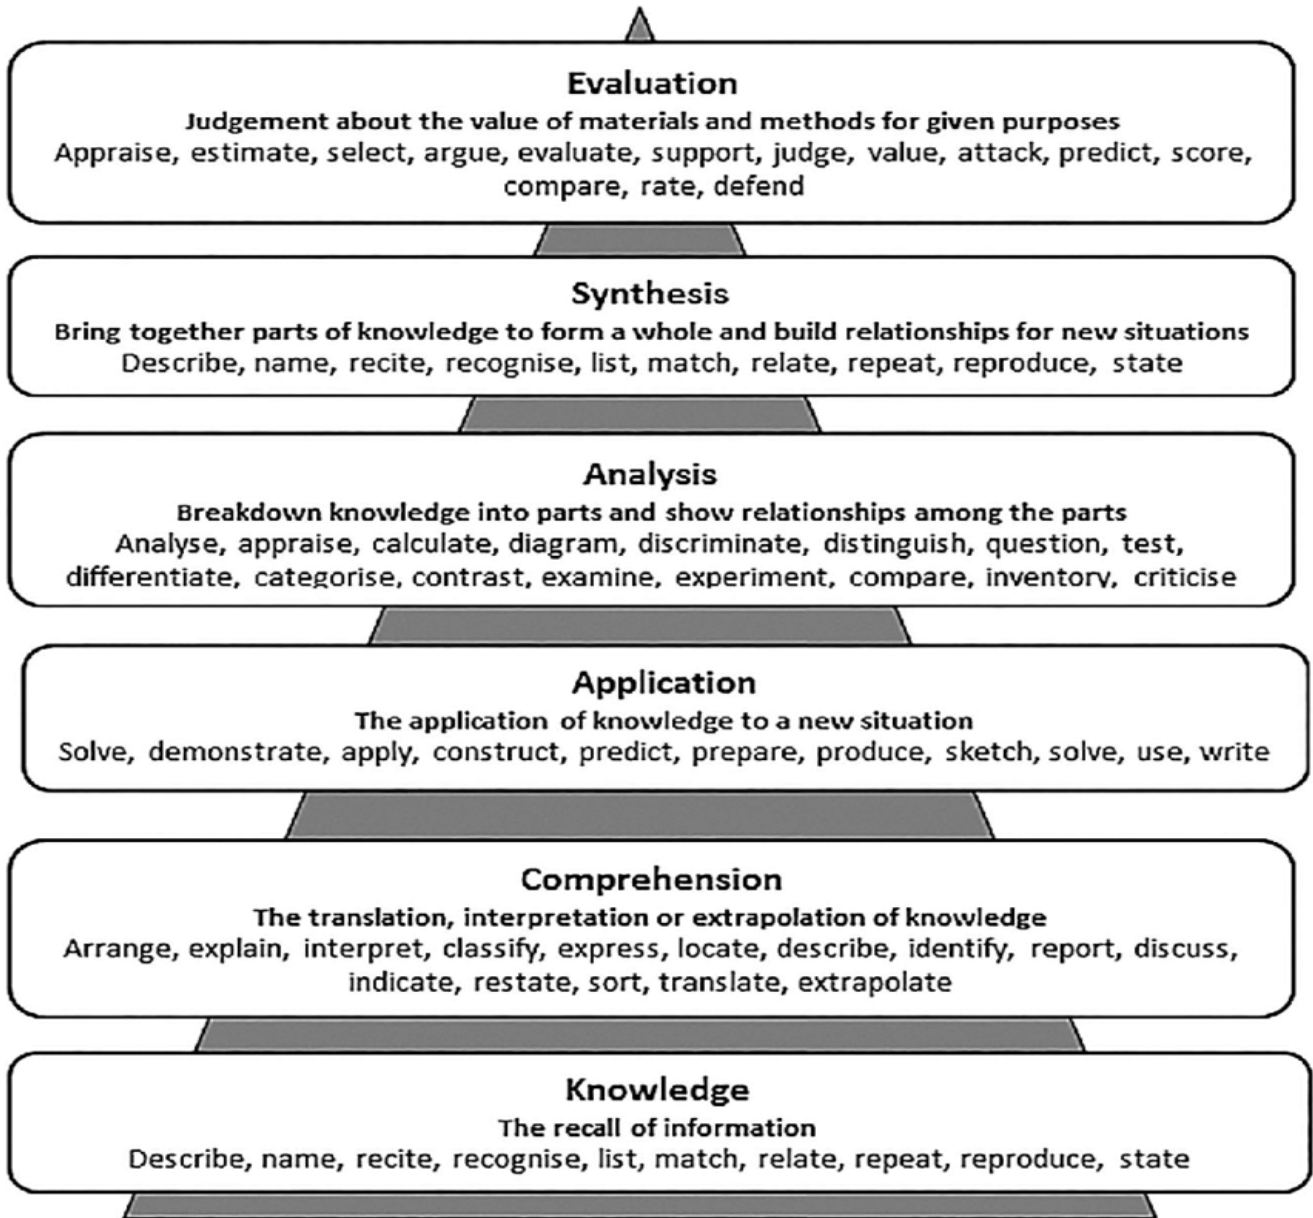 Evaluation
Judgement about the value of materials and methods for given purposes
Appraise, estimate, select, argue, evaluate, support, judge, value, attack, predict, score,
compare, rate, defend
Synthesis
Bring together parts of knowledge to form a whole and build relationships for new situations
Describe, name, recite, recognise, list, match, relate, repeat, reproduce, state
Analysis
Breakdown knowledge into parts and show relationships among the parts
Analyse, appraise, calculate, diagram, discriminate, distinguish, question, test,
differentiate, categorise, contrast, examine, experiment, compare, inventory, criticise
Application
The application of knowledge to a new situation
Solve, demonstrate, apply, construct, predict, prepare, produce, sketch, solve, use, write
Comprehension
The translation, interpretation or extrapolation of knowledge
Arrange, explain, interpret, classify, express, locate, describe, identify, report, discuss,
indicate, restate, sort, translate, extrapolate
Knowledge
The recall of information
Describe, name, recite, recognise, list, match, relate, repeat, reproduce, state